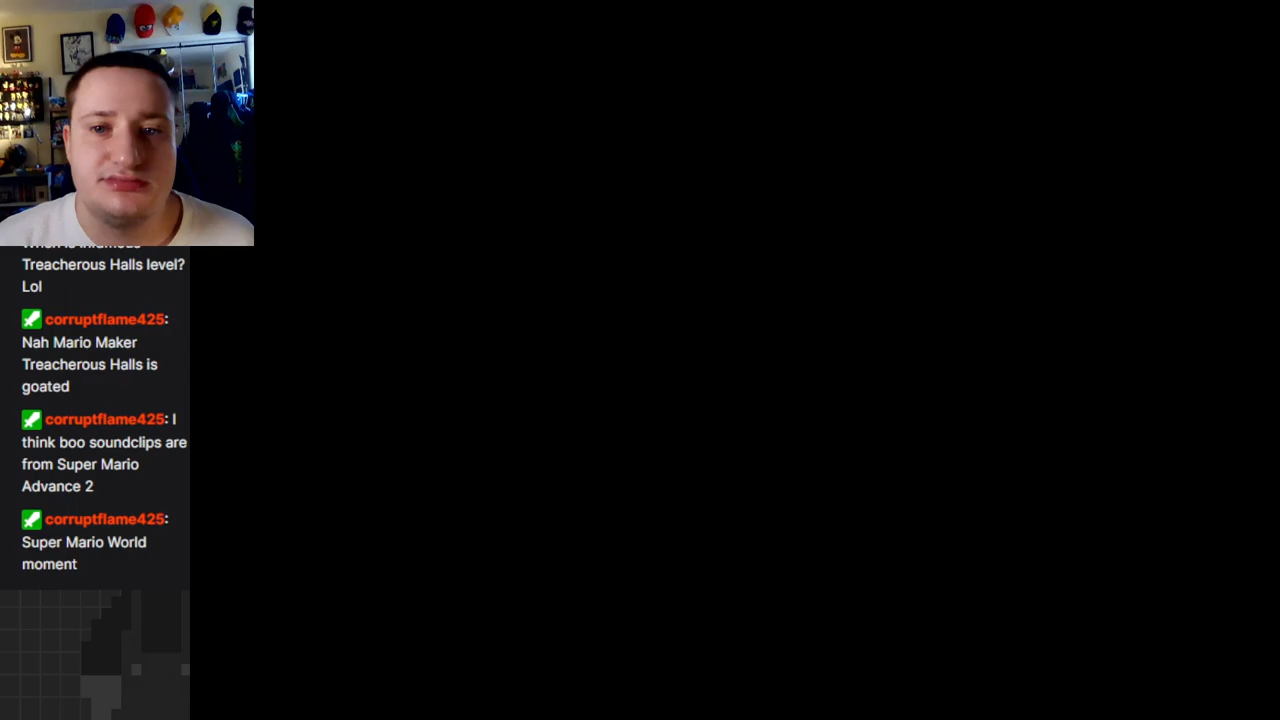 Treacherous Halls level?
Lol
corruptflame425:
Nah Mario Maker
Treacherous Halls is
goated
corruptflame425: I
think boo soundclips are
from Super Mario
Advance 2
corruptflame425:
Super Mario World
moment